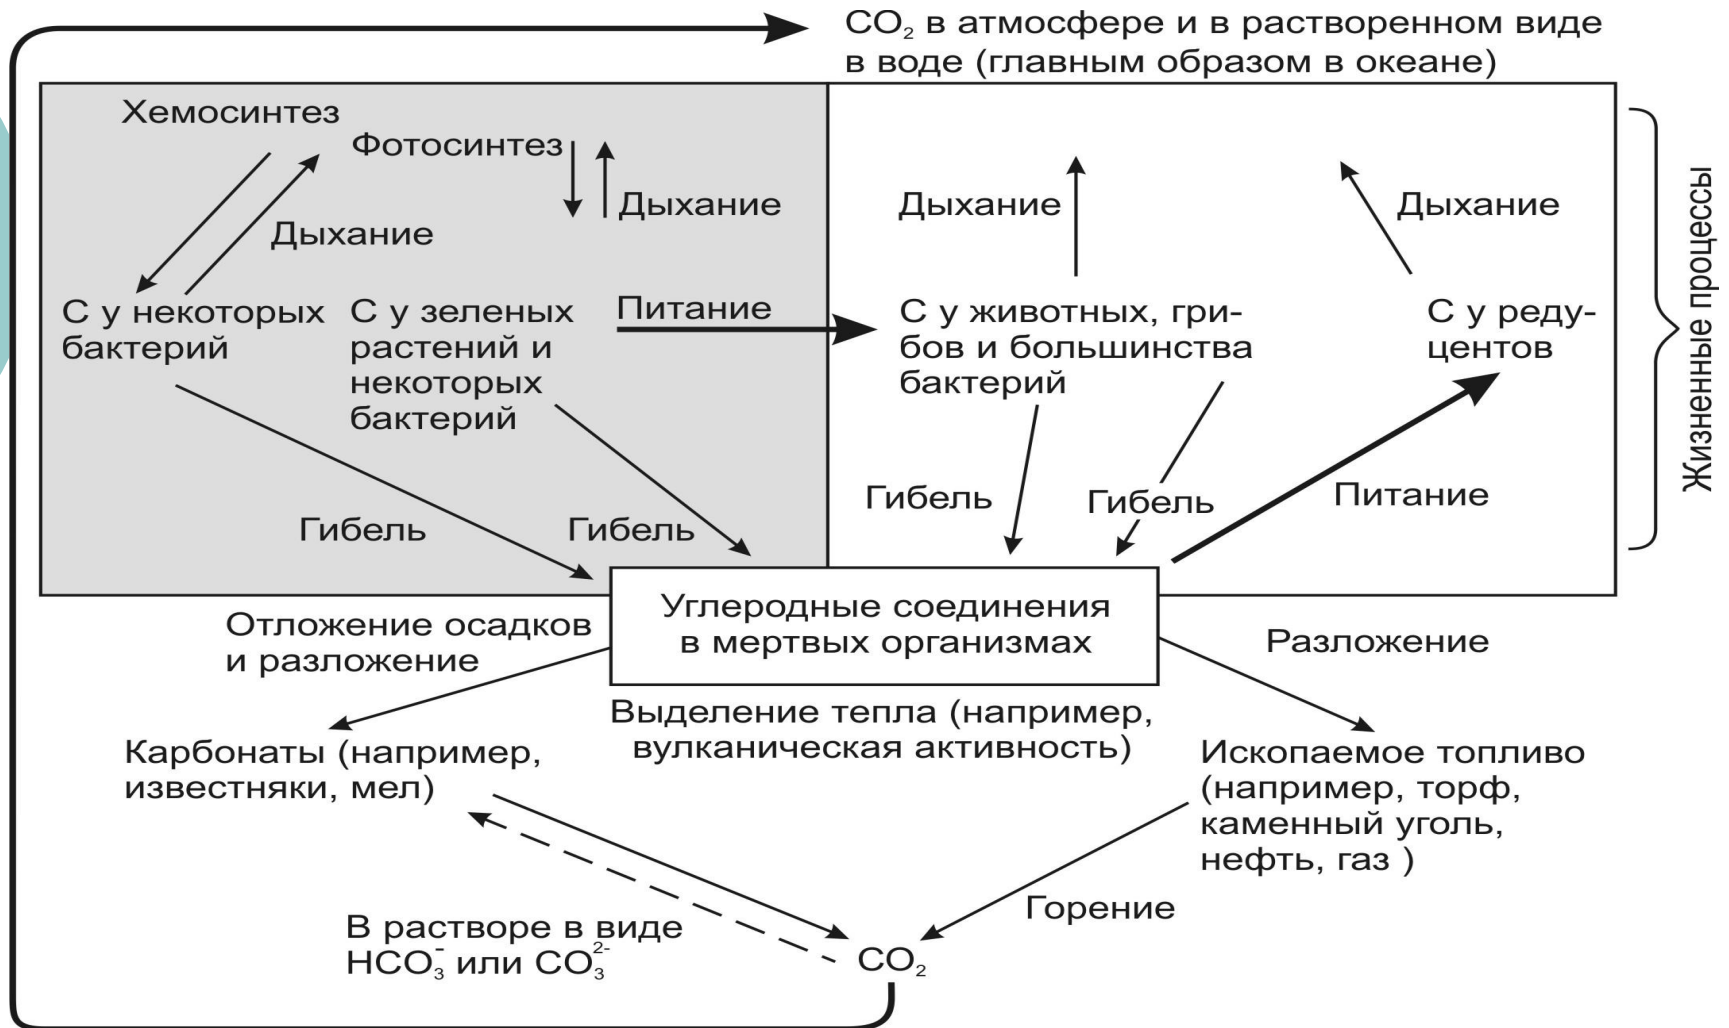 CO₂ в атмосфере и в растворенном виде
в воде (главным образом в океане)
Хемосинтез
Фотосинтез
Дыхание
Дыхание
Дыхание
Дыхание
С у некоторых
бактерий
С у зеленых
растений и
некоторых
бактерий
Питание
С у животных, гри-
бов и большинства
бактерий
С у реду-
центов
Жизненные процессы
Гибель
Гибель
Гибель
Гибель
Питание
Углеродные соединения
в мертвых организмах
Отложение осадков
и разложение
Разложение
Выделение тепла (например,
вулканическая активность)
Карбонаты (например,
известняки, мел)
Ископаемое топливо
(например, торф,
каменный уголь,
нефть, газ )
Горение
В растворе в виде
HCO₃⁻ или CO₃²⁻
CO₂